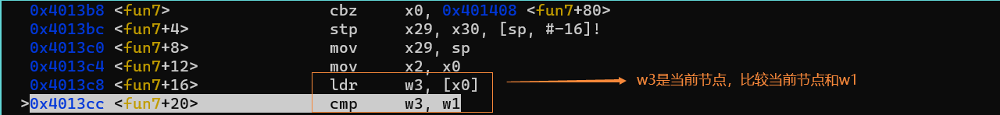 0x4013b8 <fun7> cbz x0, 0x401408 <fun7+80>
0x4013bc <fun7+4> stp x29, x30, [sp, #-16]!
0x4013c0 <fun7+8> mov x29, sp
0x4013c4 <fun7+12> mov x2, x0
0x4013c8 <fun7+16> ldr w3, [x0]
w3是当前节点，比较当前节点和w1
>0x4013cc <fun7+20> cmp w3, w1